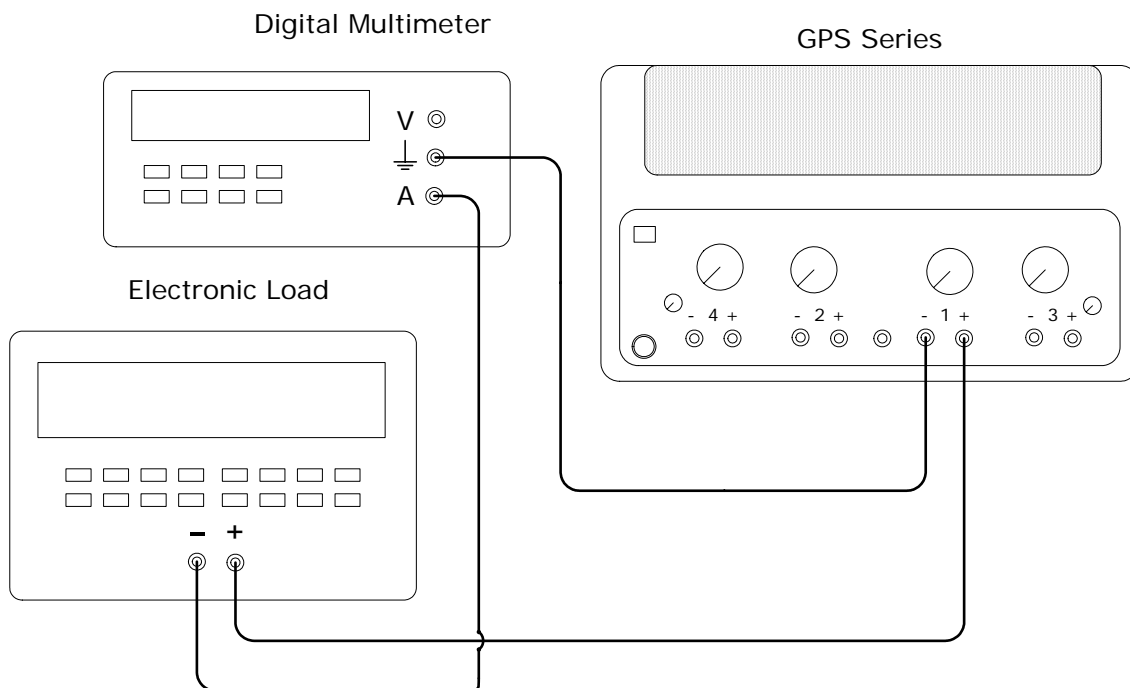 Digital Multimeter
GPS Series
V
A
Electronic Load
- 4 + - 2 + - 1 + - 3 +
- +